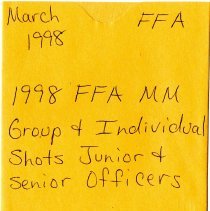 March FFA
1998
1998 FFA MM
Group & Individual
Shots Junior &
Senior Officers